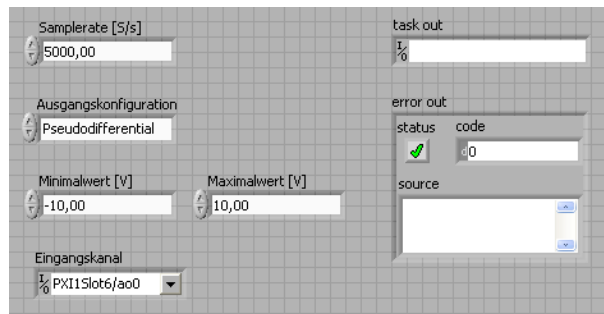 Samplerate [S/s]
5000,00
Ausgangskonfiguration
Pseudodifferential
Minimalwert [V]
-10,00
Maximalwert [V]
10,00
Eingangskanal
PXI1Slot6/ao0
task out
error out
status
code
d0
source